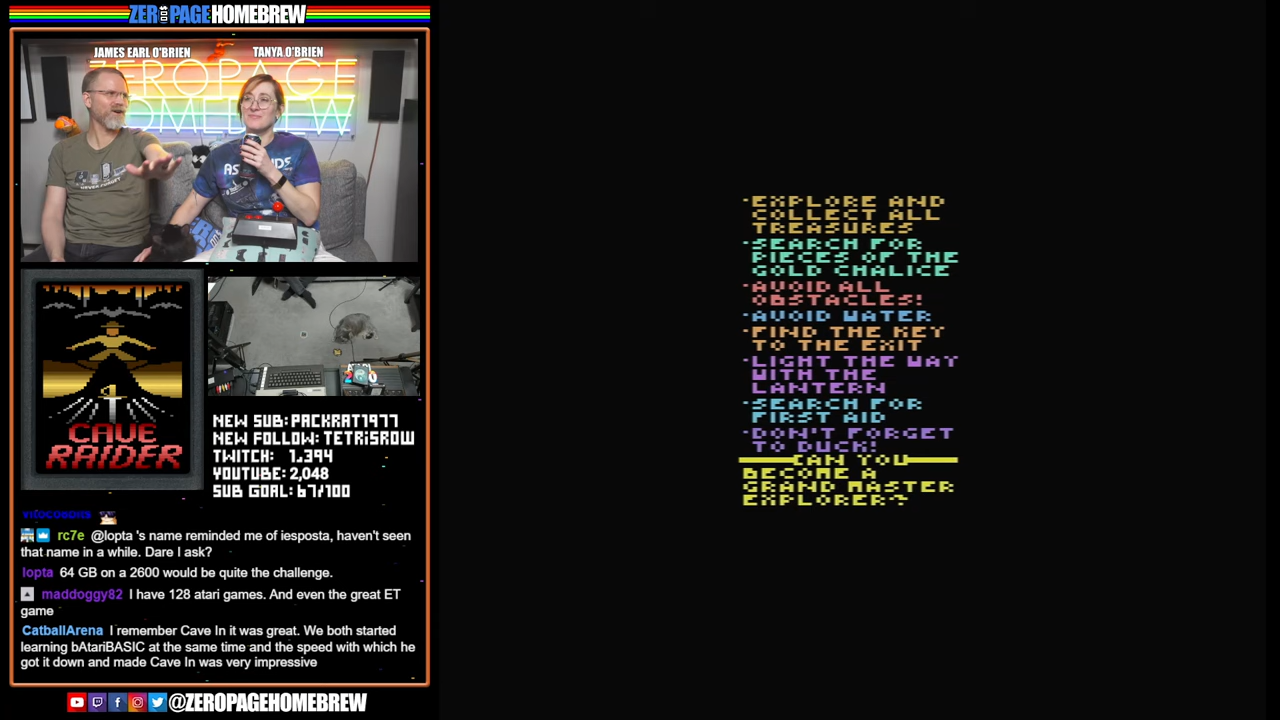 ZEROPAGE HOMEBREW
JAMES EARL O'BRIEN
TANYA O'BRIEN
ZEROPAGE
HOMEBREW
NEVER FORGET
CAVE
RAIDER
NEW SUB: PACKRAT1977
NEW FOLLOW: TETRISROW
TWITCH: 1,394
YOUTUBE: 2,048
SUB GOAL: 67/100
rc7e @lopta 's name reminded me of iesposta, haven't seen
that name in a while. Dare I ask?
lopta 64 GB on a 2600 would be quite the challenge.
maddoggy82 I have 128 atari games. And even the great ET
game
CatballArena I remember Cave In it was great. We both started
learning bAtariBASIC at the same time and the speed with which he
got it down and made Cave In was very impressive
@ZEROPAGEHOMEBREW
·EXPLORE AND
COLLECT ALL
TREASURES
·SEARCH FOR
PIECES OF THE
GOLD CHALICE
·AVOID ALL
OBSTACLES!
·AVOID WATER
·FIND THE KEY
TO THE EXIT
·LIGHT THE WAY
WITH THE
LANTERN
·SEARCH FOR
FIRST AID
·DON'T FORGET
TO DUCK!
CAN YOU
BECOME A
GRAND MASTER
EXPLORER?